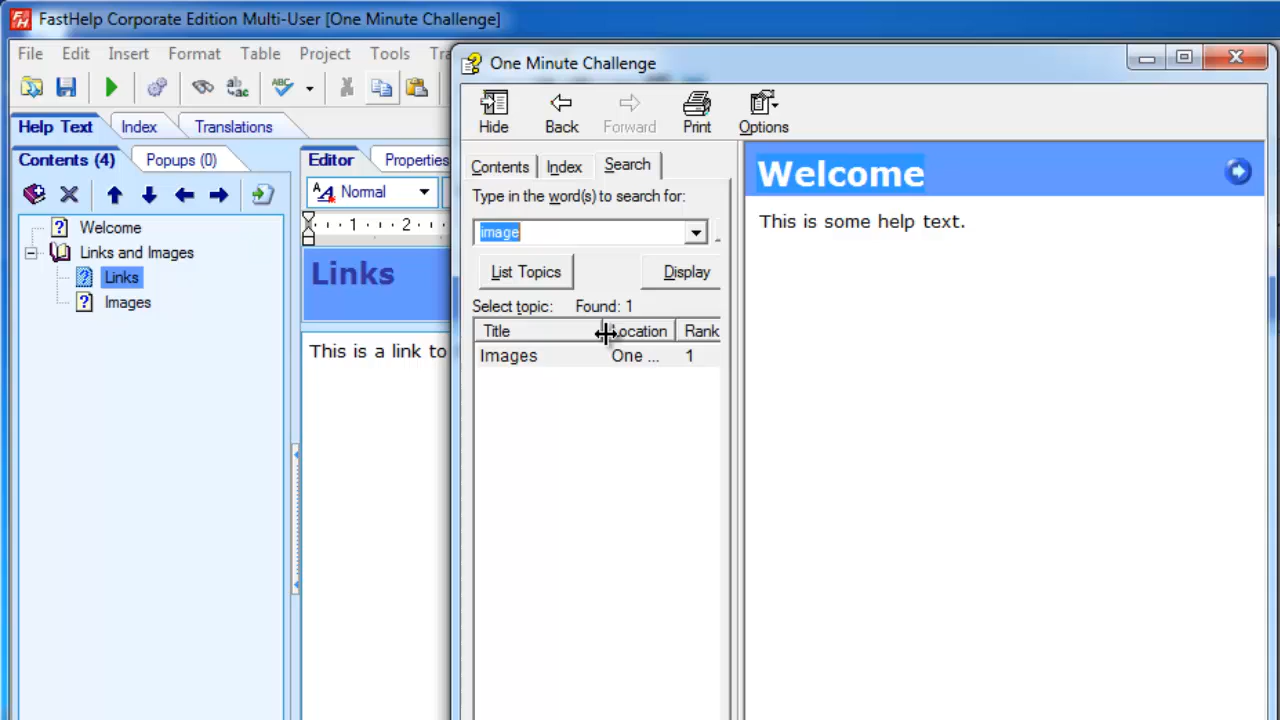 FastHelp Corporate Edition Multi-User [One Minute Challenge]
File Edit Insert Format Table Project Tools
Help Text Index Translations
Contents (4) Popups (0)
Welcome
Links and Images
Links
Images
Editor Properties
Normal
1 2
Links
This is a link to
One Minute Challenge
Hide Back Forward Print Options
Contents Index Search
Type in the word(s) to search for:
image
List Topics Display
Select topic: Found: 1
Title Location Rank
Images One ... 1
Welcome
This is some help text.